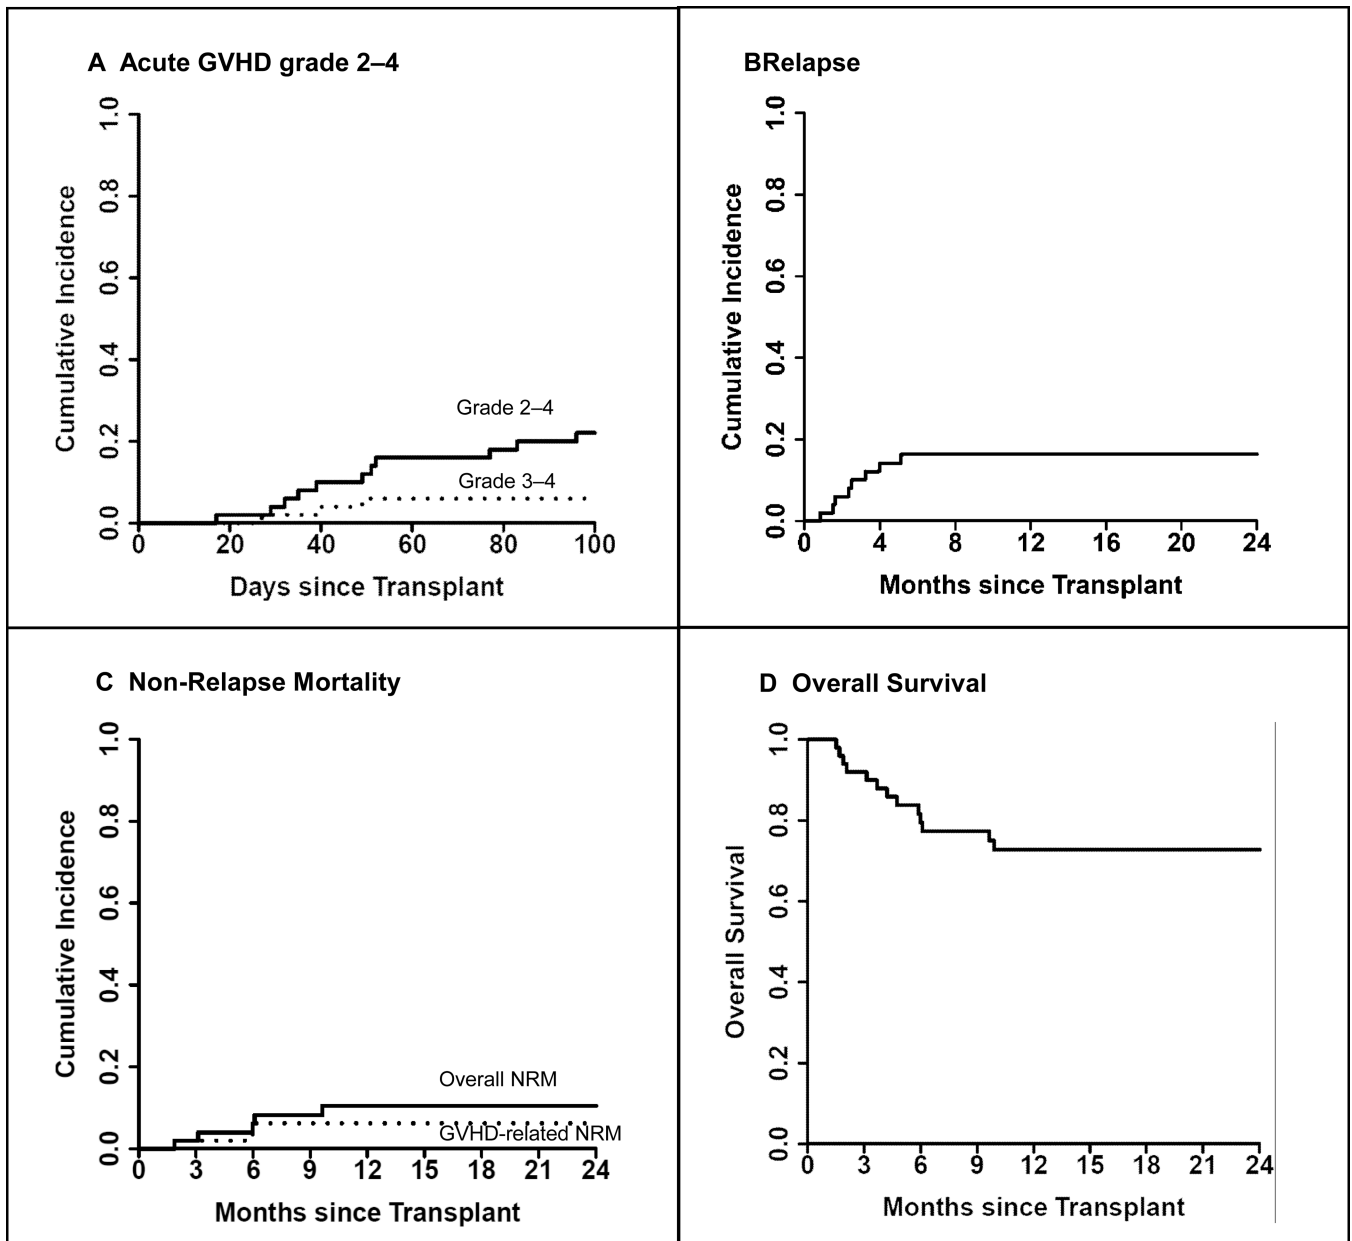 A Acute GVHD grade 2–4
Cumulative Incidence
0.0 0.2 0.4 0.6 0.8 1.0
Grade 2–4
Grade 3–4
0 20 40 60 80 100
Days since Transplant
BRelapse
Cumulative Incidence
0.0 0.2 0.4 0.6 0.8 1.0
0 4 8 12 16 20 24
Months since Transplant
C Non-Relapse Mortality
Cumulative Incidence
0.0 0.2 0.4 0.6 0.8 1.0
Overall NRM
GVHD-related NRM
0 3 6 9 12 15 18 21 24
Months since Transplant
D Overall Survival
Overall Survival
0.0 0.2 0.4 0.6 0.8 1.0
0 3 6 9 12 15 18 21 24
Months since Transplant